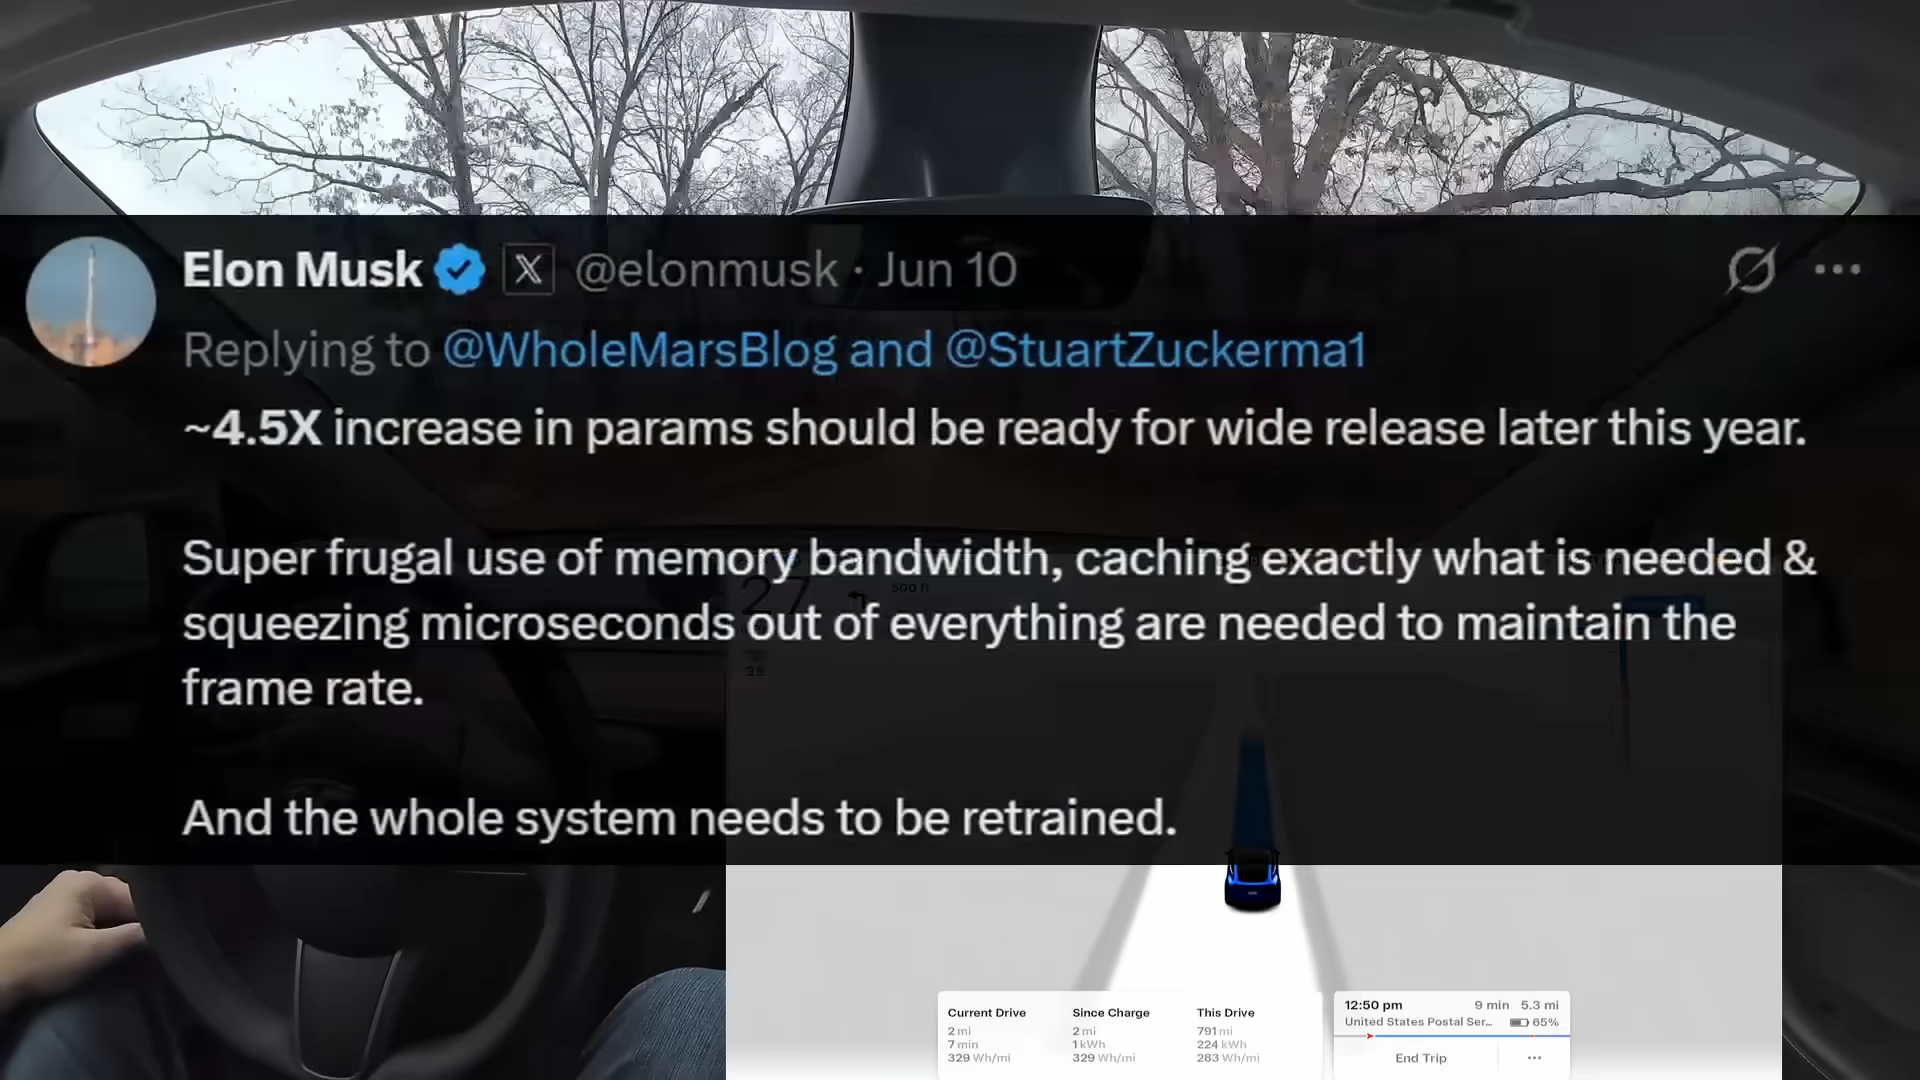 Elon Musk X @elonmusk · Jun 10
Replying to @WholeMarsBlog and @StuartZuckerma1
~4.5X increase in params should be ready for wide release later this year.
Super frugal use of memory bandwidth, caching exactly what is needed &
squeezing microseconds out of everything are needed to maintain the
frame rate.
And the whole system needs to be retrained.
27
500 ft
Current Drive
2 mi
7 min
329 Wh/mi
Since Charge
2 mi
1 kWh
329 Wh/mi
This Drive
791 mi
224 kWh
283 Wh/mi
12:50 pm 9 min 5.3 mi
United States Postal Ser... 65%
End Trip ...